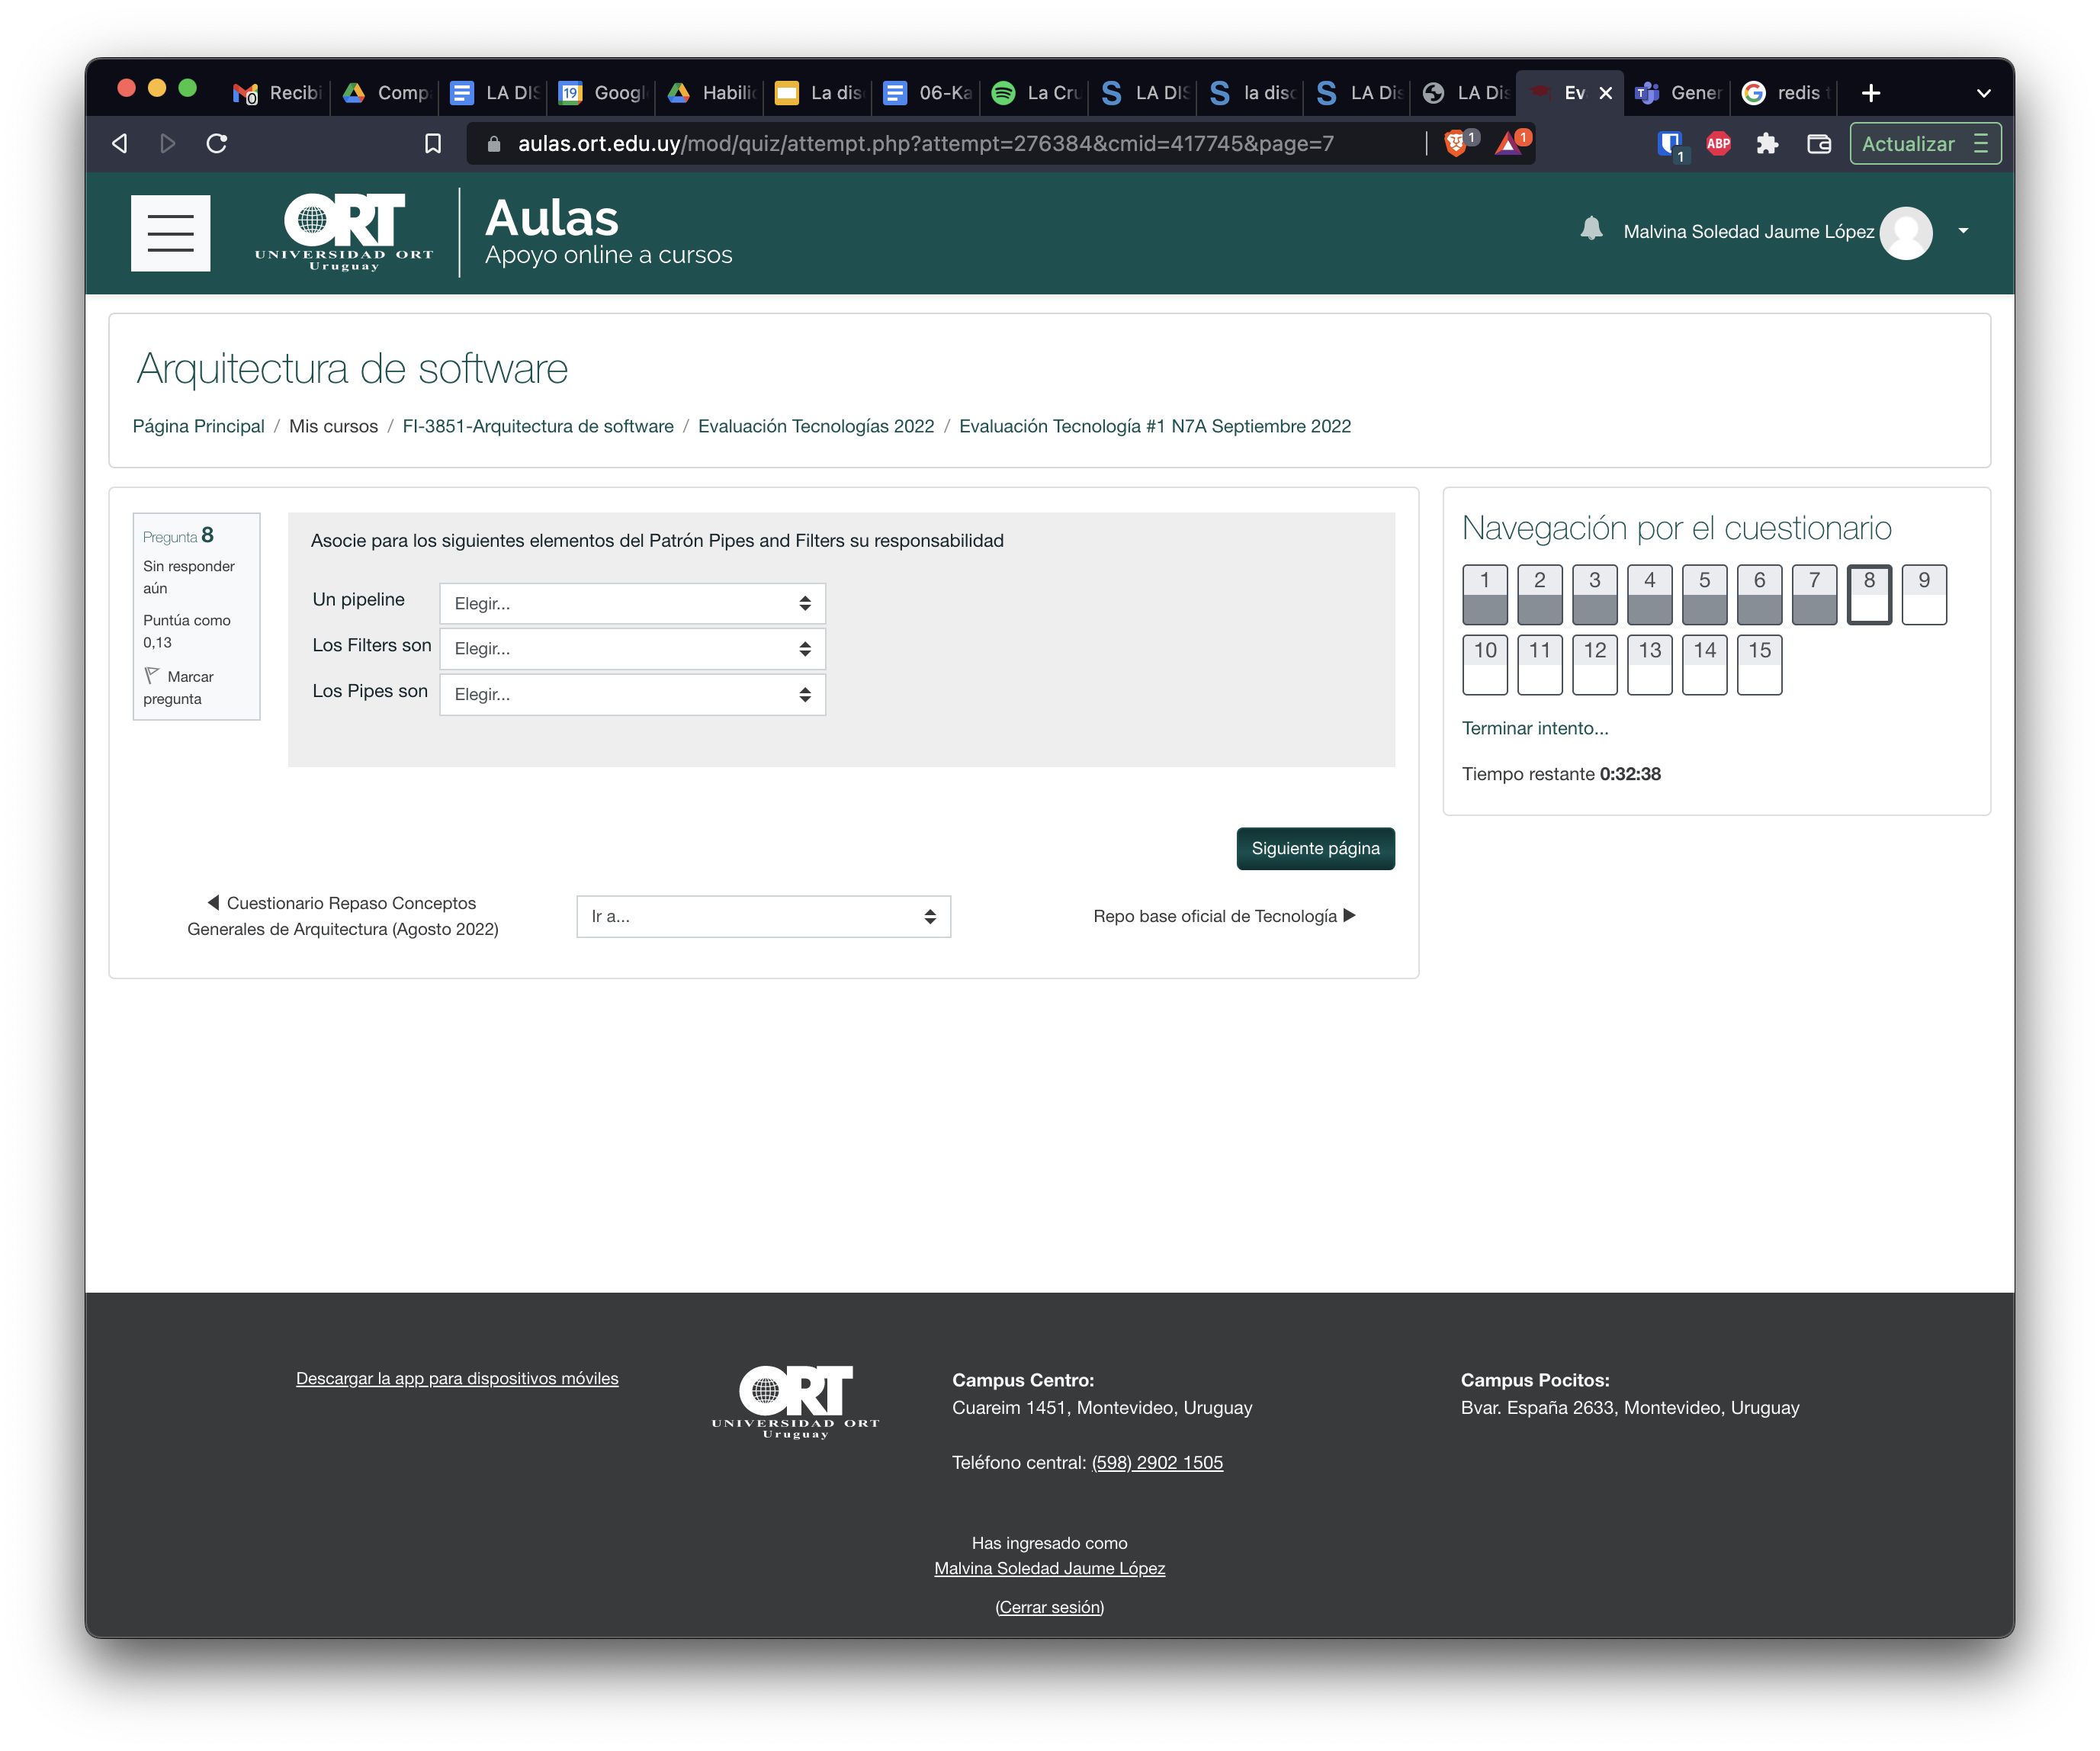 Recibi
Comp
LA DIS
19
Googl
Habili
La dis
06-Ka
La Cru
LA DIS
la disc
LA Dis
LA Dis
Ev
Gener
redis t
aulas.ort.edu.uy/mod/quiz/attempt.php?attempt=276384&cmid=417745&page=7
1
1
1
ABP
Actualizar
ORT
UNIVERSIDAD ORT
Uruguay
Aulas
Apoyo online a cursos
Malvina Soledad Jaume López
Arquitectura de software
Página Principal / Mis cursos / FI-3851-Arquitectura de software / Evaluación Tecnologías 2022 / Evaluación Tecnología #1 N7A Septiembre 2022
Pregunta 8
Sin responder
aún
Puntúa como
0,13
Marcar
pregunta
Asocie para los siguientes elementos del Patrón Pipes and Filters su responsabilidad
Un pipeline Elegir...
Los Filters son Elegir...
Los Pipes son Elegir...
Siguiente página
Cuestionario Repaso Conceptos
Generales de Arquitectura (Agosto 2022)
Ir a...
Repo base oficial de Tecnología
Navegación por el cuestionario
1 2 3 4 5 6 7 8 9
10 11 12 13 14 15
Terminar intento...
Tiempo restante 0:32:38
Descargar la app para dispositivos móviles
ORT
UNIVERSIDAD ORT
Uruguay
Campus Centro:
Cuareim 1451, Montevideo, Uruguay
Teléfono central: (598) 2902 1505
Campus Pocitos:
Bvar. España 2633, Montevideo, Uruguay
Has ingresado como
Malvina Soledad Jaume López
(Cerrar sesión)